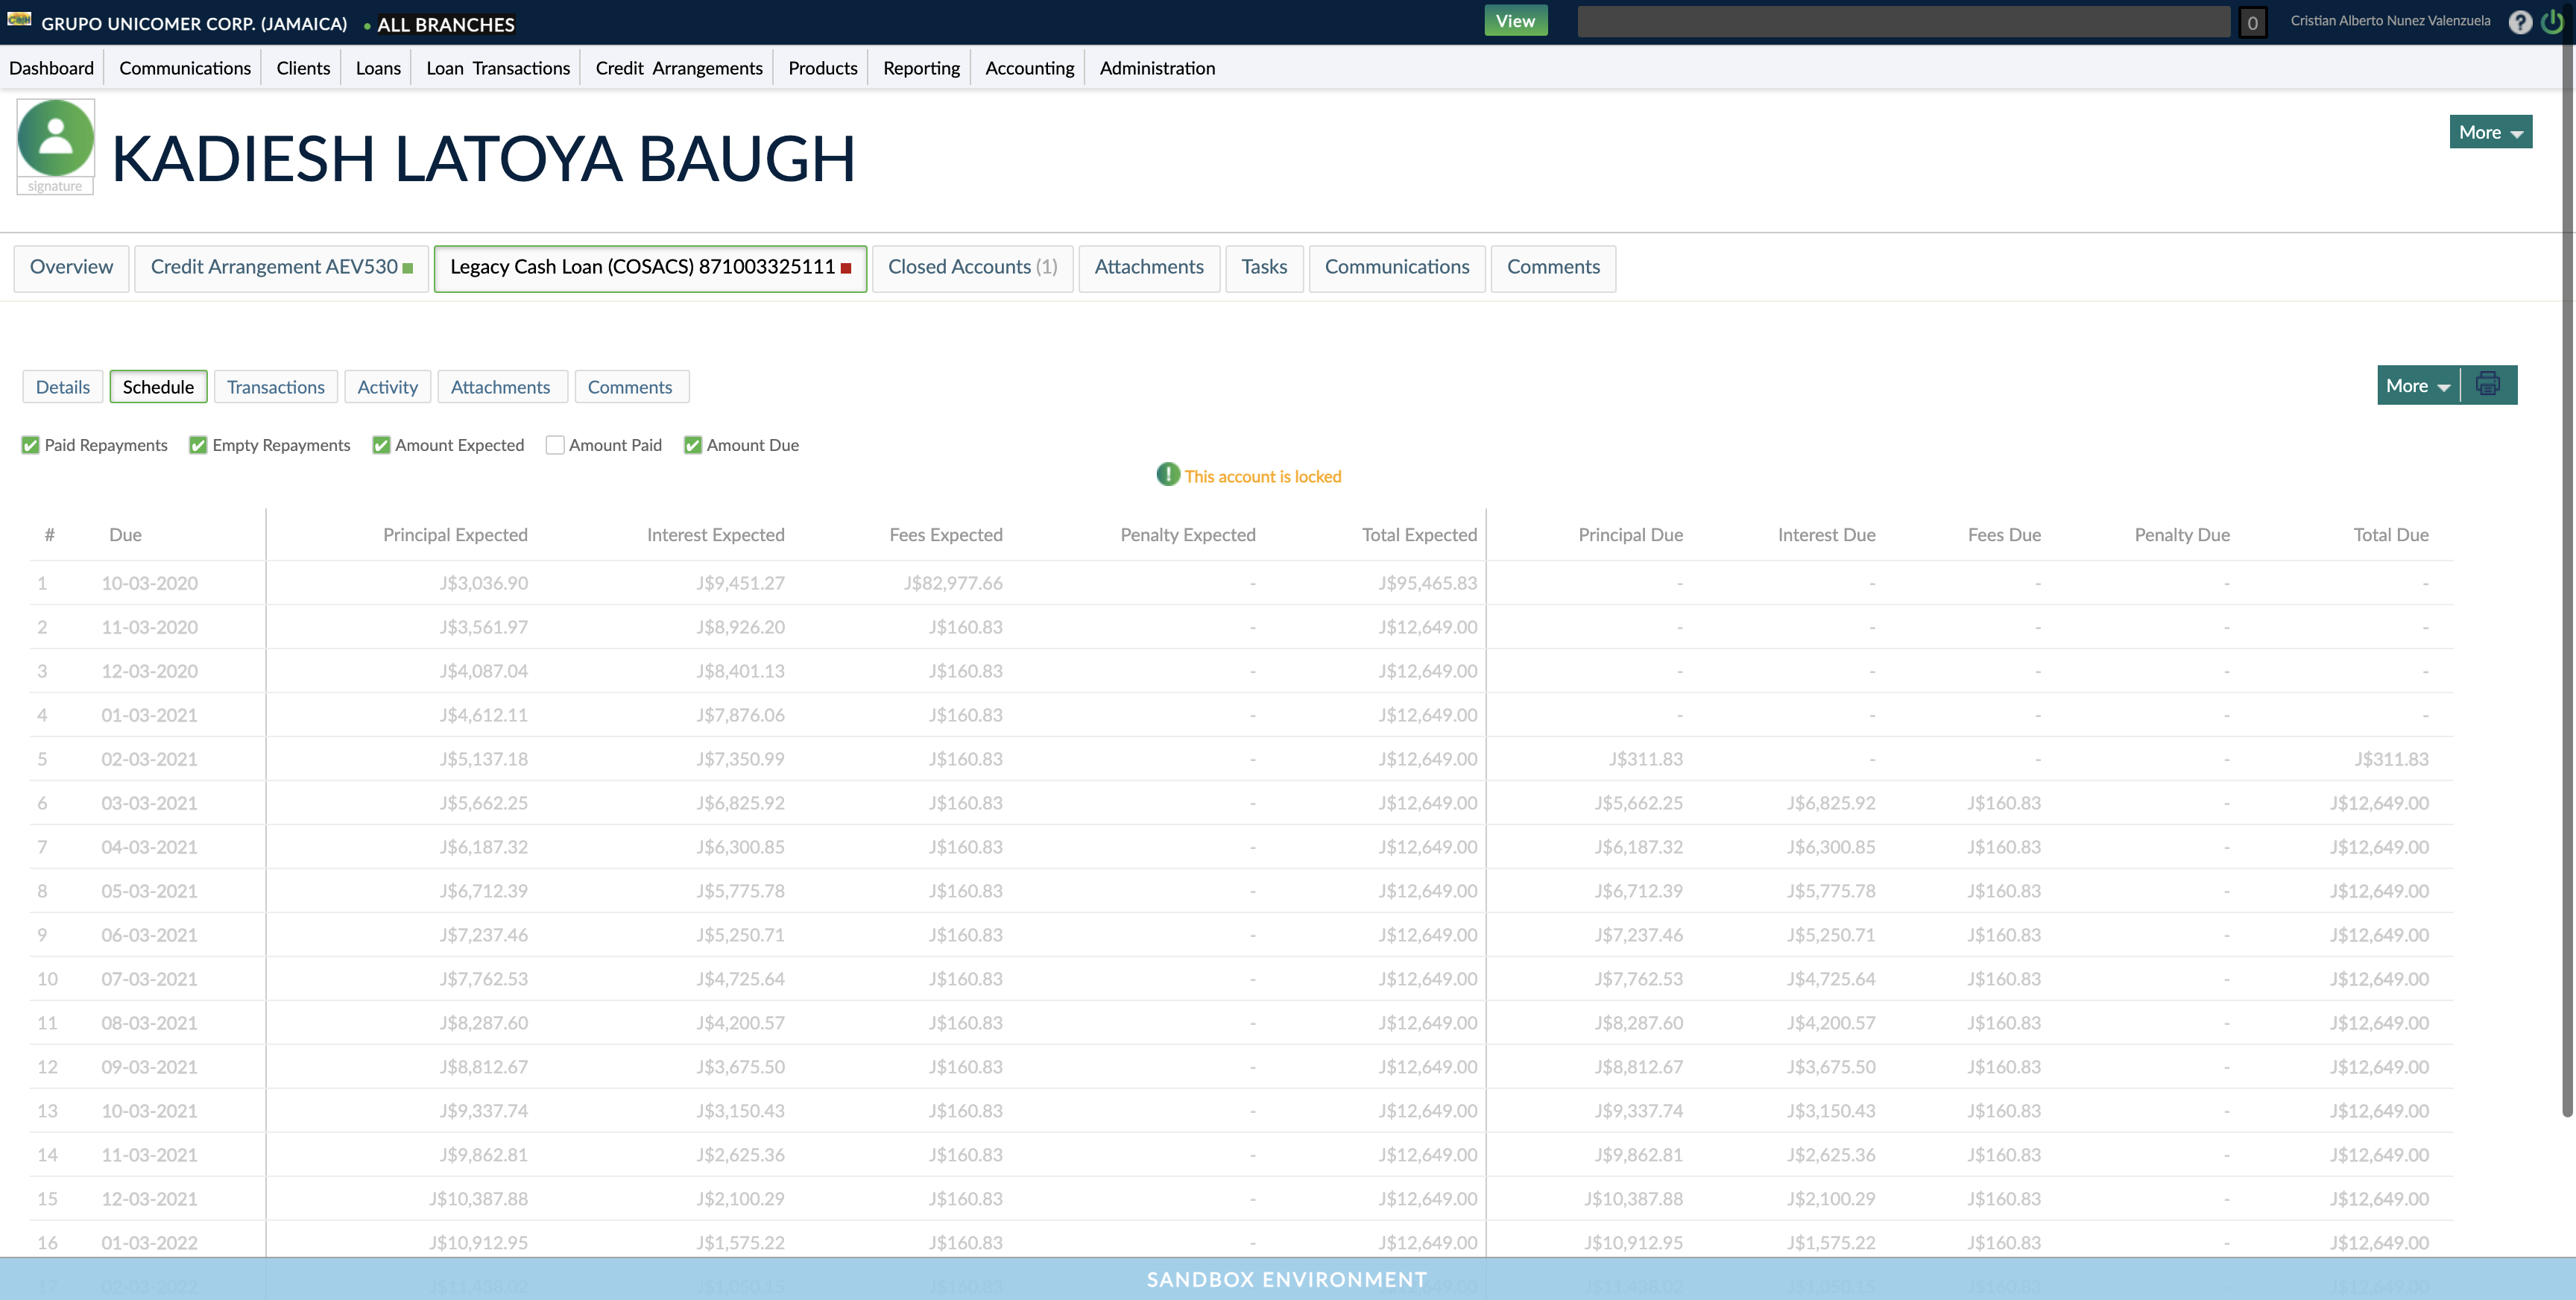 GRUPO UNICOMER CORP. (JAMAICA) • ALL BRANCHES View 0 Cristian Alberto Nunez Valenzuela ?
Dashboard Communications Clients Loans Loan Transactions Credit Arrangements Products Reporting Accounting Administration
signature
KADIESH LATOYA BAUGH
More
Overview Credit Arrangement AEV530 Legacy Cash Loan (COSACS) 871003325111 Closed Accounts (1) Attachments Tasks Communications Comments
Details Schedule Transactions Activity Attachments Comments More
Paid Repayments Empty Repayments Amount Expected Amount Paid Amount Due
This account is locked
# Due Principal Expected Interest Expected Fees Expected Penalty Expected Total Expected Principal Due Interest Due Fees Due Penalty Due Total Due
1 10-03-2020 J$3,036.90 J$9,451.27 J$82,977.66 - J$95,465.83 - - - - -
2 11-03-2020 J$3,561.97 J$8,926.20 J$160.83 - J$12,649.00 - - - - -
3 12-03-2020 J$4,087.04 J$8,401.13 J$160.83 - J$12,649.00 - - - - -
4 01-03-2021 J$4,612.11 J$7,876.06 J$160.83 - J$12,649.00 - - - - -
5 02-03-2021 J$5,137.18 J$7,350.99 J$160.83 - J$12,649.00 J$311.83 - - - J$311.83
6 03-03-2021 J$5,662.25 J$6,825.92 J$160.83 - J$12,649.00 J$5,662.25 J$6,825.92 J$160.83 - J$12,649.00
7 04-03-2021 J$6,187.32 J$6,300.85 J$160.83 - J$12,649.00 J$6,187.32 J$6,300.85 J$160.83 - J$12,649.00
8 05-03-2021 J$6,712.39 J$5,775.78 J$160.83 - J$12,649.00 J$6,712.39 J$5,775.78 J$160.83 - J$12,649.00
9 06-03-2021 J$7,237.46 J$5,250.71 J$160.83 - J$12,649.00 J$7,237.46 J$5,250.71 J$160.83 - J$12,649.00
10 07-03-2021 J$7,762.53 J$4,725.64 J$160.83 - J$12,649.00 J$7,762.53 J$4,725.64 J$160.83 - J$12,649.00
11 08-03-2021 J$8,287.60 J$4,200.57 J$160.83 - J$12,649.00 J$8,287.60 J$4,200.57 J$160.83 - J$12,649.00
12 09-03-2021 J$8,812.67 J$3,675.50 J$160.83 - J$12,649.00 J$8,812.67 J$3,675.50 J$160.83 - J$12,649.00
13 10-03-2021 J$9,337.74 J$3,150.43 J$160.83 - J$12,649.00 J$9,337.74 J$3,150.43 J$160.83 - J$12,649.00
14 11-03-2021 J$9,862.81 J$2,625.36 J$160.83 - J$12,649.00 J$9,862.81 J$2,625.36 J$160.83 - J$12,649.00
15 12-03-2021 J$10,387.88 J$2,100.29 J$160.83 - J$12,649.00 J$10,387.88 J$2,100.29 J$160.83 - J$12,649.00
16 01-03-2022 J$10,912.95 J$1,575.22 J$160.83 - J$12,649.00 J$10,912.95 J$1,575.22 J$160.83 - J$12,649.00
17 02-03-2022 J$11,438.02 J$1,050.15 J$160.83 J$11,438.02 J$1,050.15 J$160.83 - J$12,649.00
SANDBOX ENVIRONMENT